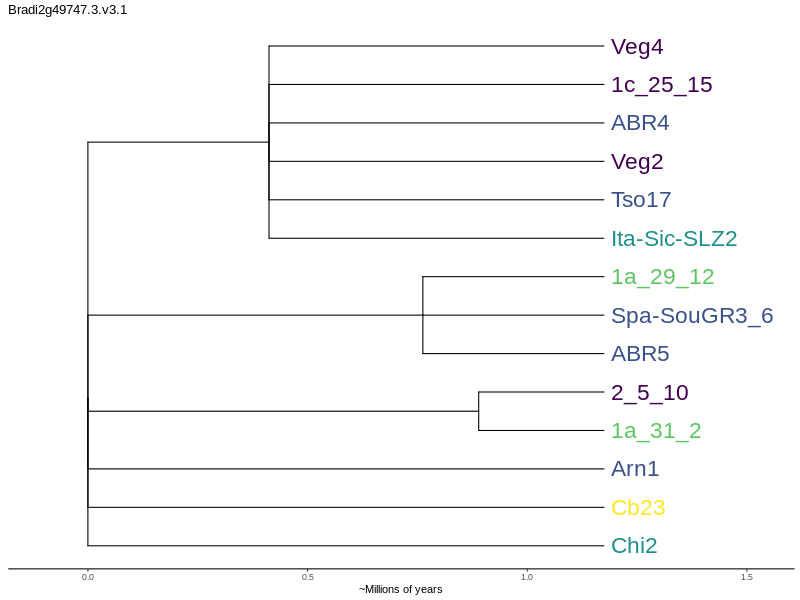 Bradi2g49747.3.v3.1
Veg4
1c_25_15
ABR4
Veg2
Tso17
Ita-Sic-SLZ2
1a_29_12
Spa-SouGR3_6
ABR5
2_5_10
1a_31_2
Arn1
Cb23
Chi2
0.0 0.5 1.0 1.5
~Millions of years